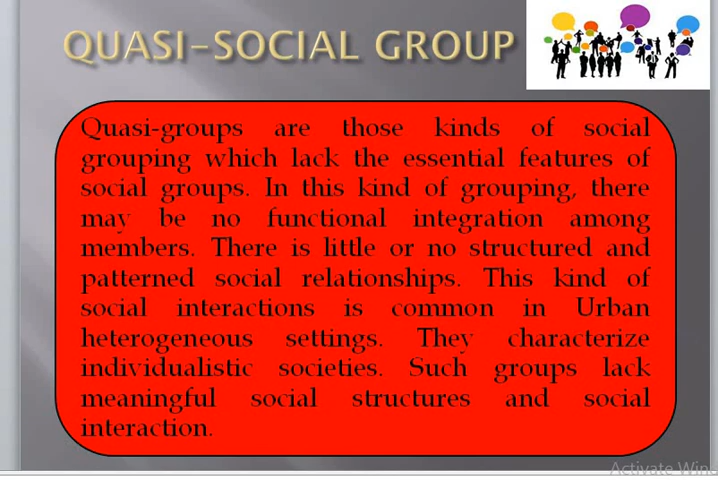 QUASI-SOCIAL GROUP
Quasi-groups are those kinds of social
grouping which lack the essential features of
social groups. In this kind of grouping, there
may be no functional integration among
members. There is little or no structured and
patterned social relationships. This kind of
social interactions is common in Urban
heterogeneous settings. They characterize
individualistic societies. Such groups lack
meaningful social structures and social
interaction.
Activate Wind